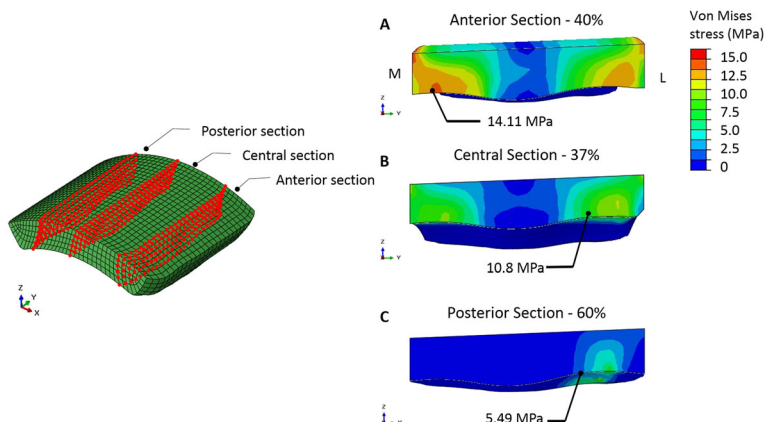 Posterior section
Central section
Anterior section
Z
Y
X
A
Anterior Section - 40%
M
L
Z
Y
14.11 MPa
B
Central Section - 37%
Z
Y
10.8 MPa
C
Posterior Section - 60%
Z
5.49 MPa
Von Mises
stress (MPa)
15.0
12.5
10.0
7.5
5.0
2.5
0